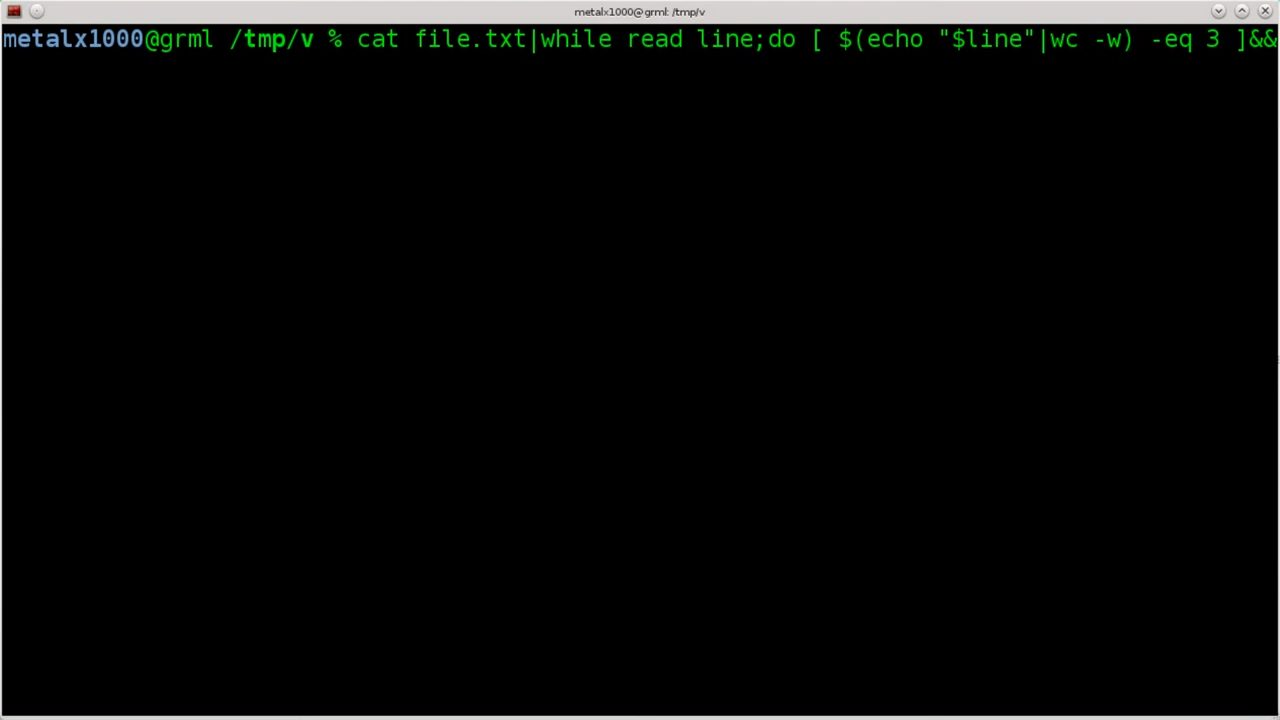 metalx1000@grml: /tmp/v
metalx1000@grml /tmp/v % cat file.txt|while read line;do [ $(echo "$line"|wc -w) -eq 3 ]&&